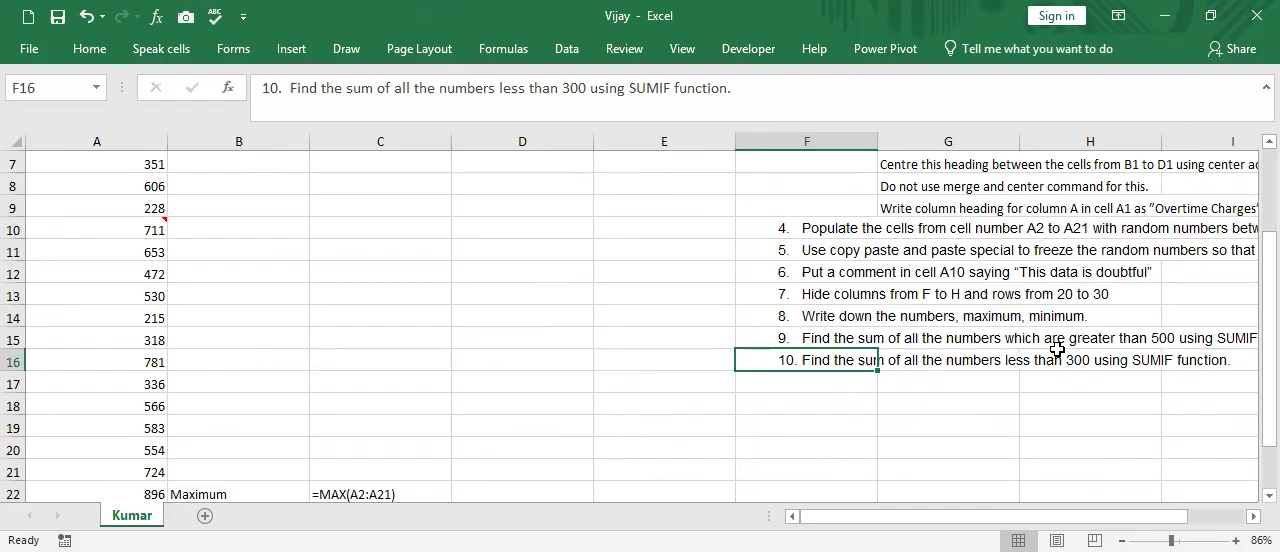 Vijay - Excel
Sign in
File Home Speak cells Forms Insert Draw Page Layout Formulas Data Review View Developer Help Power Pivot Tell me what you want to do Share
F16 fx 10. Find the sum of all the numbers less than 300 using SUMIF function.
A B C D E F G H I
7 351 Centre this heading between the cells from B1 to D1 using center ac
8 606 Do not use merge and center command for this.
9 228 Write column heading for column A in cell A1 as "Overtime Charges"
10 711 4. Populate the cells from cell number A2 to A21 with random numbers betw
11 653 5. Use copy paste and paste special to freeze the random numbers so that
12 472 6. Put a comment in cell A10 saying “This data is doubtful”
13 530 7. Hide columns from F to H and rows from 20 to 30
14 215 8. Write down the numbers, maximum, minimum.
15 318 9. Find the sum of all the numbers which are greater than 500 using SUMIF
16 781 10. Find the sum of all the numbers less than 300 using SUMIF function.
17 336
18 566
19 583
20 554
21 724
22 896 Maximum =MAX(A2:A21)
Kumar
Ready 86%